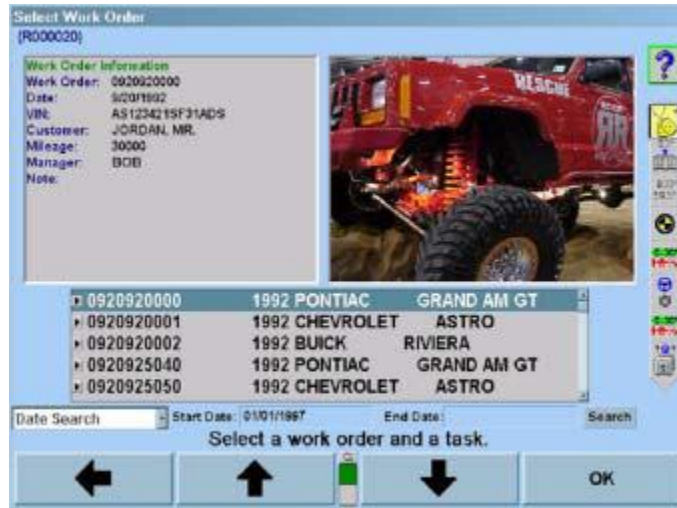 Select Work Order
(R000020)
Work Order Information
Work Order: 0920920000
Date: 9/20/1992
VIN: AS123421SF31ADS
Customer: JORDAN, MR.
Mileage: 30000
Manager: BOB
Note:
RESCUE
0920920000 1992 PONTIAC GRAND AM GT
0920920001 1992 CHEVROLET ASTRO
0920920002 1992 BUICK RIVIERA
0920925040 1992 PONTIAC GRAND AM GT
0920925050 1992 CHEVROLET ASTRO
Date Search Start Date: 01/01/1997 End Date: Search
Select a work order and a task.
OK